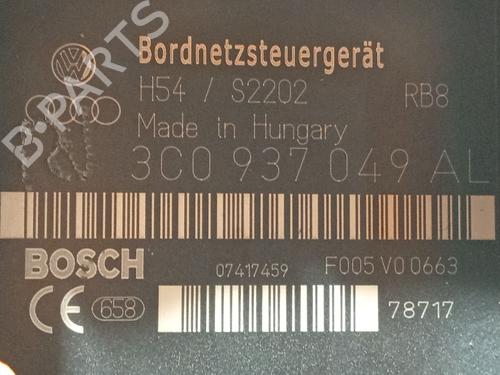 Bordnetzsteuergerät
H54 / S2202 RB8
Made in Hungary
3C0 937 049 AL
BOSCH 07417459 F005 V0 0663
CE 658 78717
B-PARTS